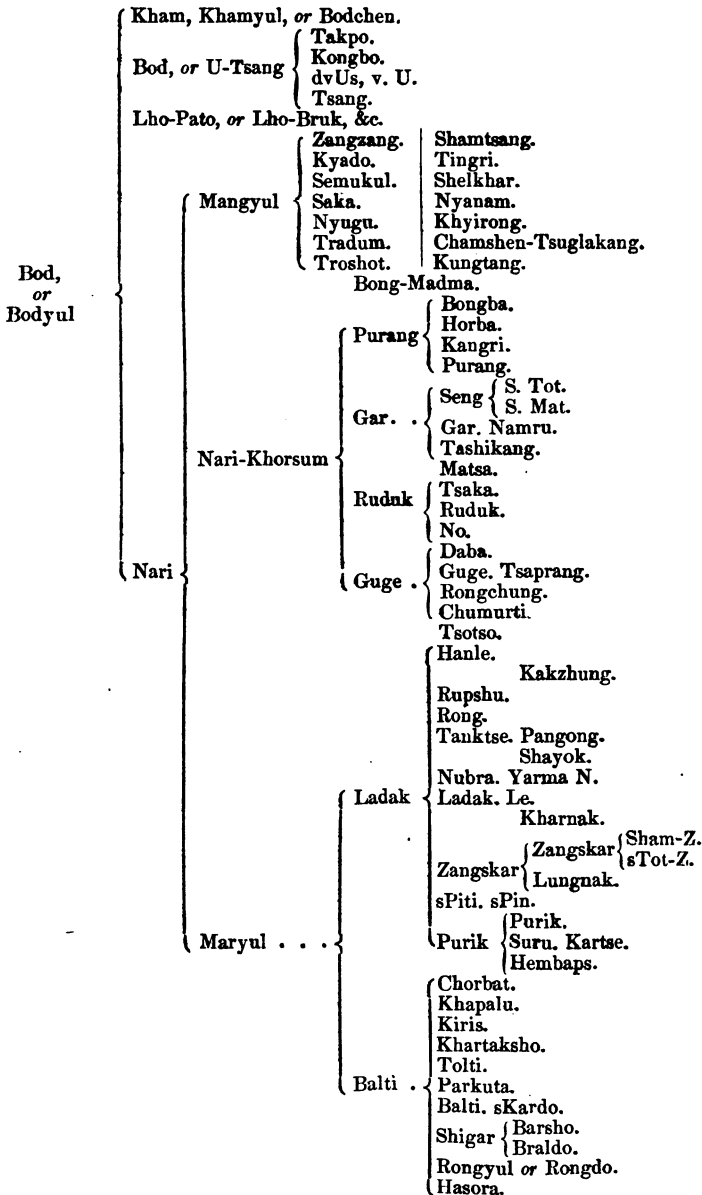 Kham, Khamyul, or Bodchen.
Bod, or U-Tsang
Takpo.
Kongbo.
dvUs, v. U.
Tsang.
Lho-Pato, or Lho-Bruk, &c.
Mangyul
Zangzang.
Kyado.
Semukul.
Saka.
Nyugu.
Tradum.
Troshot.
Shamtsang.
Tingri.
Shelkhar.
Nyanam.
Khyirong.
Chamshen-Tsuglakang.
Kungtang.
Bong-Madma.
Bod,
or
Bodyul
Purang
Bongba.
Horba.
Kangri.
Purang.
Gar. .
Seng
S. Tot.
S. Mat.
Gar. Namru.
Tashikang.
Matsa.
Nari-Khorsum
Ruduk
Tsaka.
Ruduk.
No.
Nari
Guge .
Daba.
Guge. Tsaprang.
Rongchung.
Chumurti.
Tsotso.
Hanle.
Kakzhung.
Rupshu.
Rong.
Tanktse. Pangong.
Shayok.
Nubra. Yarma N.
Ladak
Ladak. Le.
Kharnak.
Zangskar
Zangskar
Sham-Z.
sTot-Z.
Lungnak.
sPiti. sPin.
Maryul . . .
Purik
Purik.
Suru. Kartse.
Hembaps.
Chorbat.
Khapalu.
Kiris.
Khartaksho.
Tolti.
Balti .
Parkuta.
Balti. sKardo.
Shigar
Barsho.
Braldo.
Rongyul or Rongdo.
Hasora.